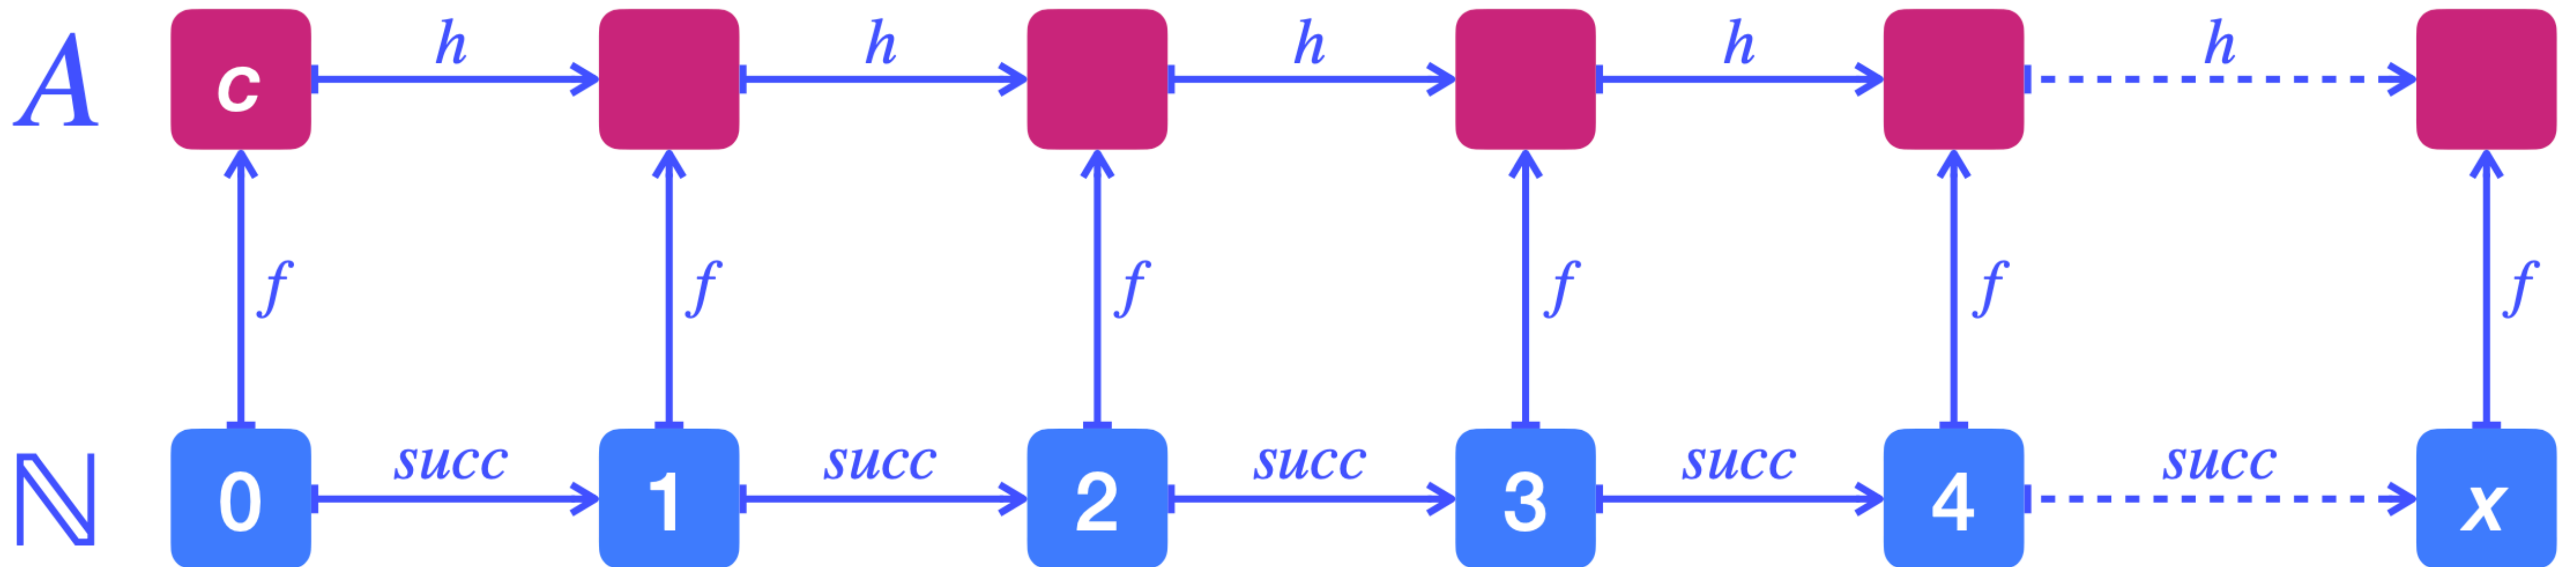 A c h h h h h
f f f f f f
ℕ 0 succ 1 succ 2 succ 3 succ 4 succ x